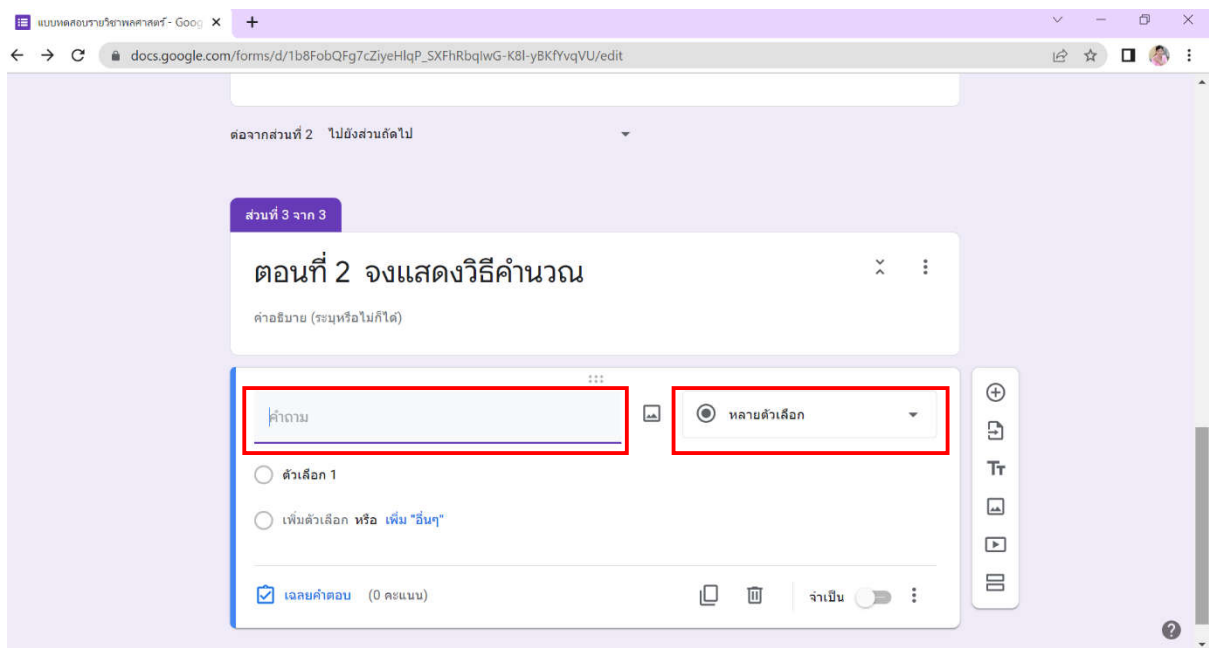 แบบทดสอบรายวิชาพลศาสตร์ - Goog
docs.google.com/forms/d/1b8FobQFg7cZiyeHlqP_SXFhRbqIwG-K8l-yBKfYvqVU/edit
ต่อจากส่วนที่ 2 ไปยังส่วนถัดไป
ส่วนที่ 3 จาก 3
ตอนที่ 2 จงแสดงวิธีคำนวณ
คำอธิบาย (ระบุหรือไม่ก็ได้)
คำถาม
หลายตัวเลือก
ตัวเลือก 1
เพิ่มตัวเลือก หรือ เพิ่ม "อื่นๆ"
เฉลยคำตอบ (0 คะแนน)
จำเป็น